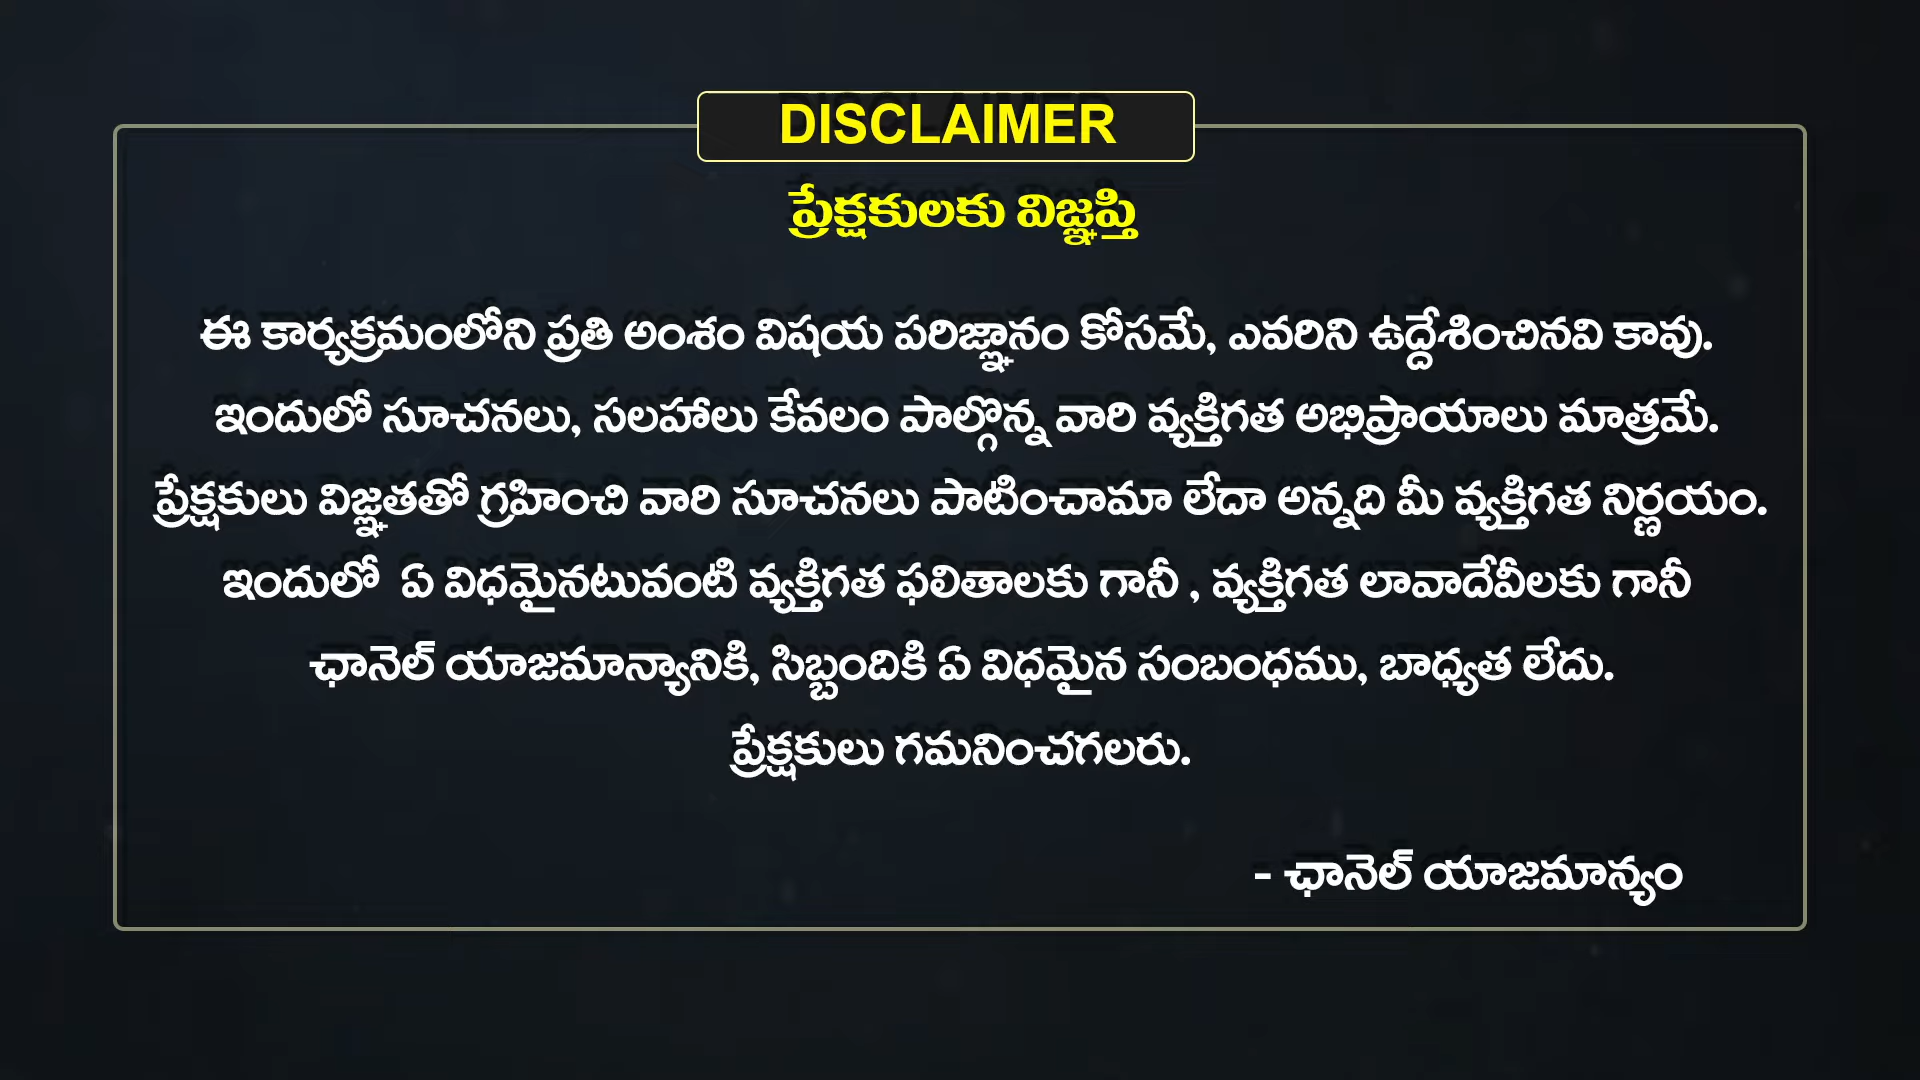 DISCLAIMER
ప్రేక్షకులకు విజ్ఞప్తి
ఈ కార్యక్రమంలోని ప్రతి అంశం విషయ పరిజ్ఞానం కోసమే, ఎవరిని ఉద్దేశించినవి కావు.
ఇందులో సూచనలు, సలహాలు కేవలం పాల్గొన్న వారి వ్యక్తిగత అభిప్రాయాలు మాత్రమే.
ప్రేక్షకులు విజ్ఞతతో గ్రహించి వారి సూచనలు పాటించామా లేదా అన్నది మీ వ్యక్తిగత నిర్ణయం.
ఇందులో ఏ విధమైనటువంటి వ్యక్తిగత ఫలితాలకు గానీ , వ్యక్తిగత లావాదేవీలకు గానీ
ఛానెల్ యాజమాన్యానికి, సిబ్బందికి ఏ విధమైన సంబంధము, బాధ్యత లేదు.
ప్రేక్షకులు గమనించగలరు.
- ఛానెల్ యాజమాన్యం